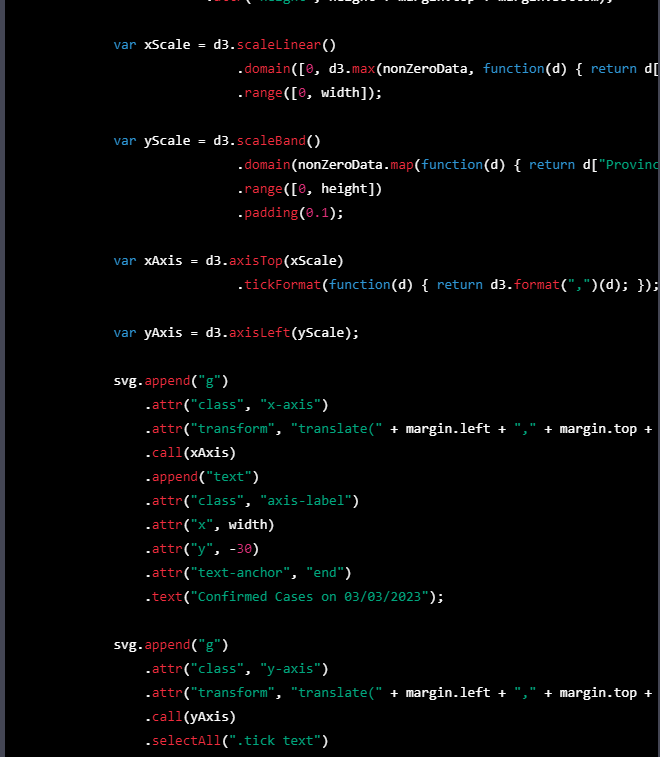 var xScale = d3.scaleLinear()
.domain([0, d3.max(nonZeroData, function(d) { return d[
.range([0, width]);
var yScale = d3.scaleBand()
.domain(nonZeroData.map(function(d) { return d["Provinc
.range([0, height])
.padding(0.1);
var xAxis = d3.axisTop(xScale)
.tickFormat(function(d) { return d3.format(",")(d); });
var yAxis = d3.axisLeft(yScale);
svg.append("g")
.attr("class", "x-axis")
.attr("transform", "translate(" + margin.left + "," + margin.top +
.call(xAxis)
.append("text")
.attr("class", "axis-label")
.attr("x", width)
.attr("y", -30)
.attr("text-anchor", "end")
.text("Confirmed Cases on 03/03/2023");
svg.append("g")
.attr("class", "y-axis")
.attr("transform", "translate(" + margin.left + "," + margin.top +
.call(yAxis)
.selectAll(".tick text")